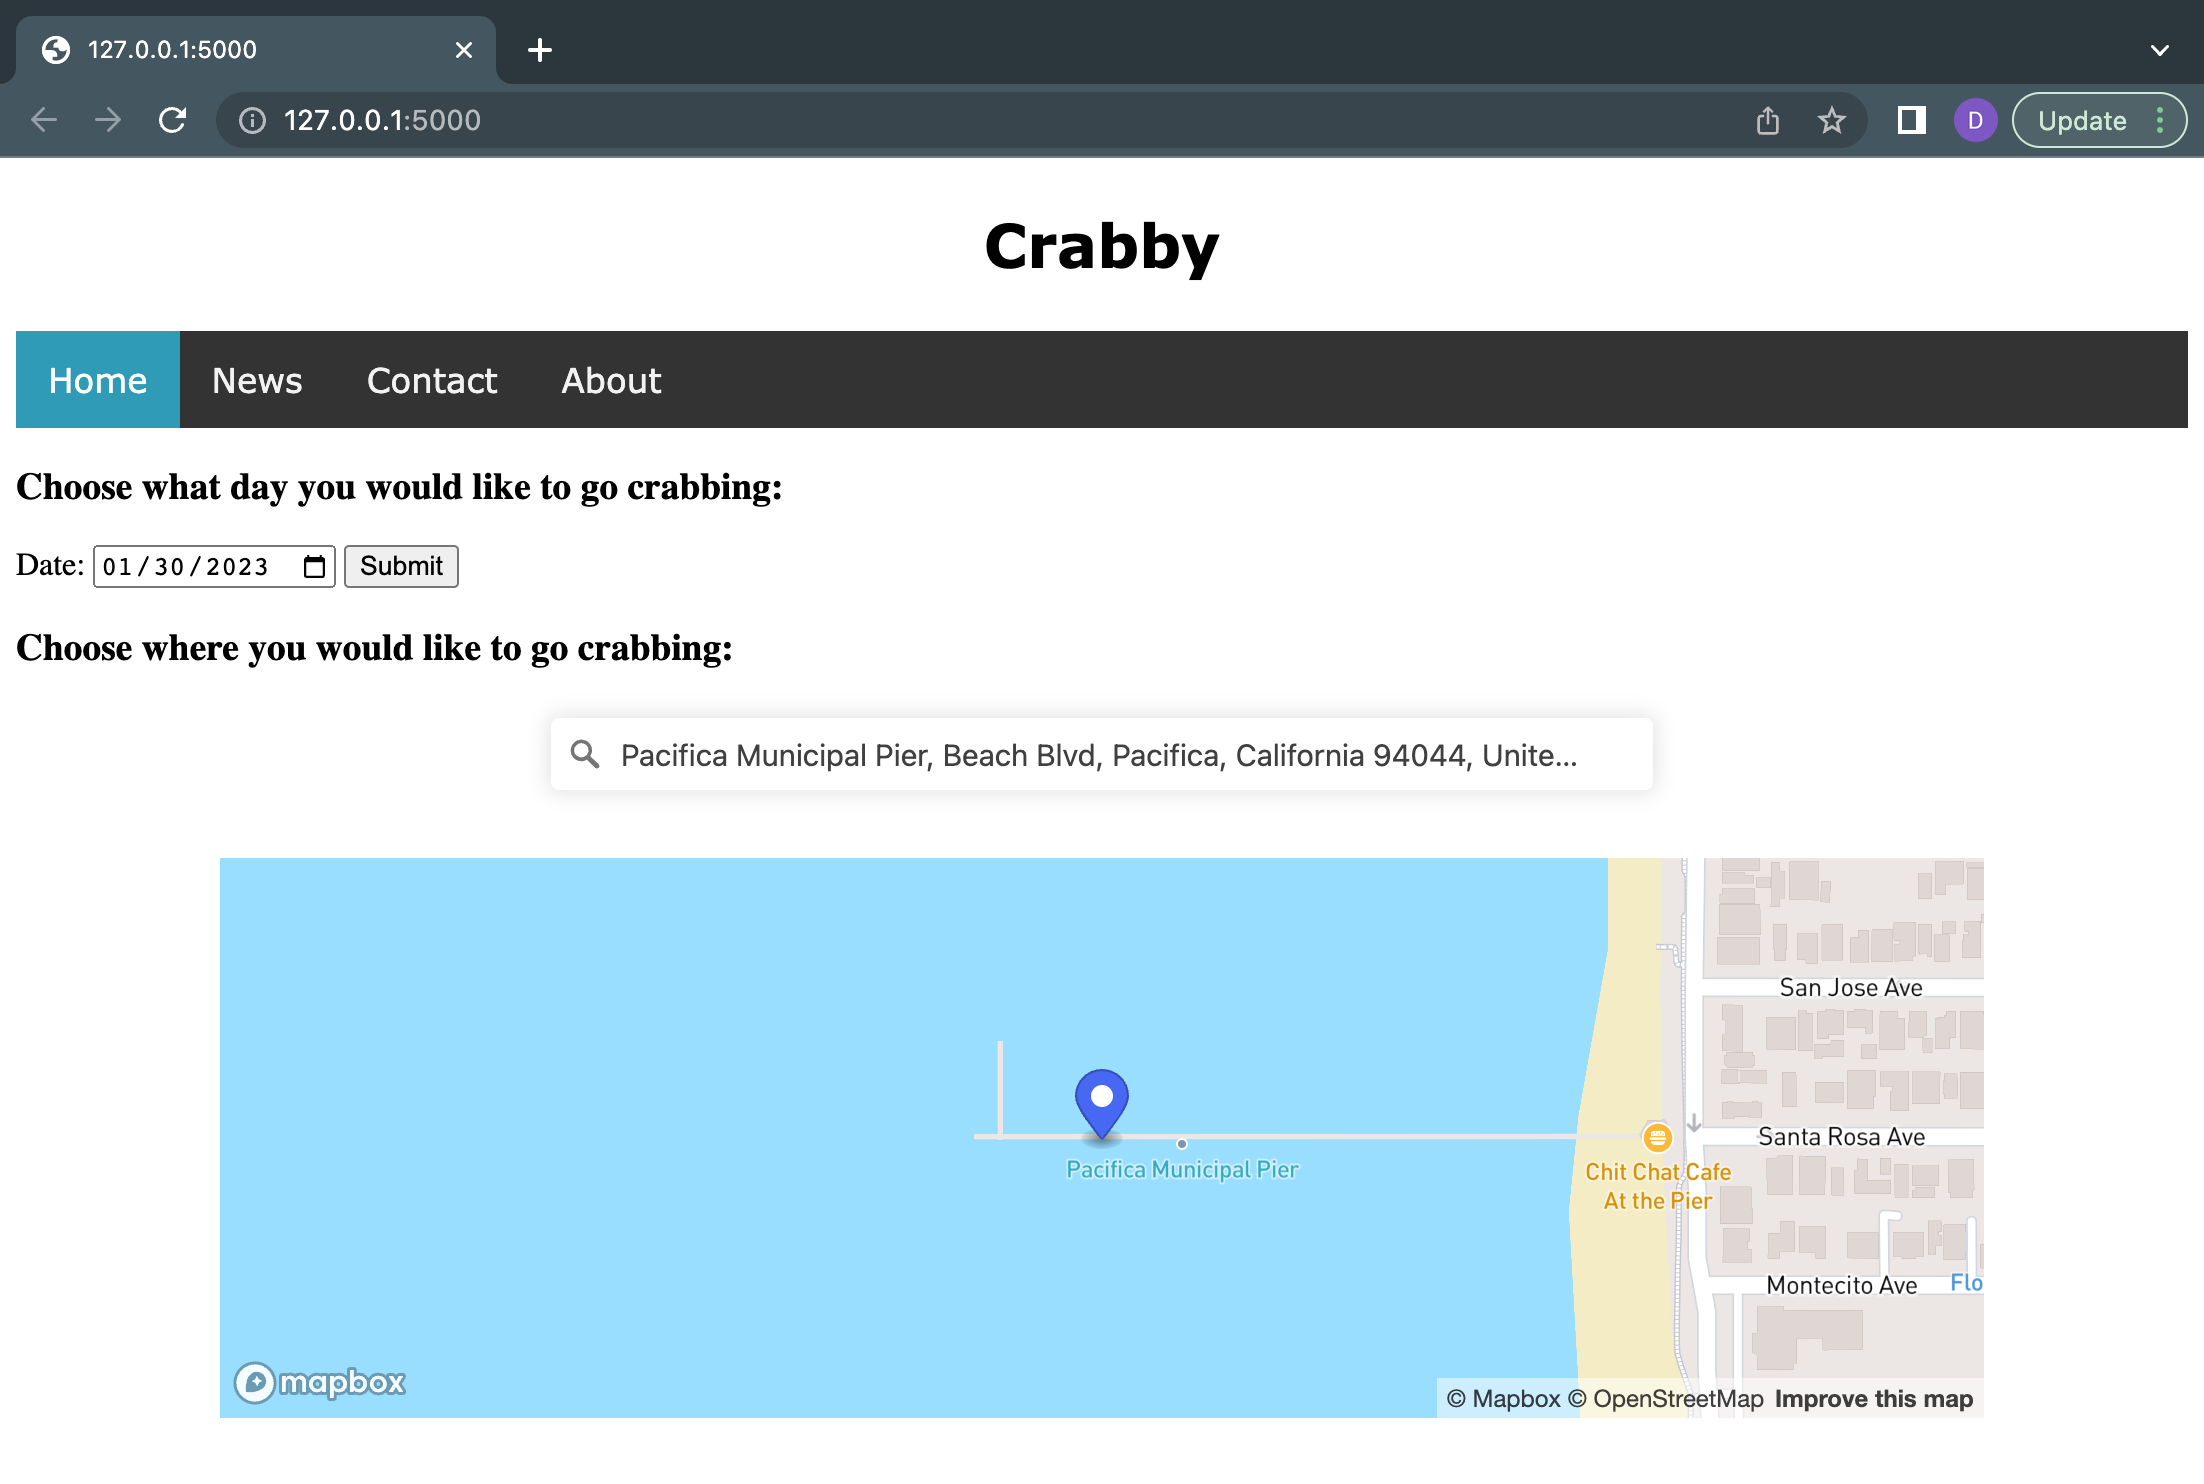 127.0.0.1:5000
127.0.0.1:5000
D
Update
Crabby
Home News Contact About
Choose what day you would like to go crabbing:
Date: 01/30/2023 Submit
Choose where you would like to go crabbing:
Pacifica Municipal Pier, Beach Blvd, Pacifica, California 94044, Unite...
San Jose Ave
Santa Rosa Ave
Pacifica Municipal Pier
Chit Chat Cafe
At the Pier
Montecito Ave
Flo
mapbox
© Mapbox © OpenStreetMap Improve this map